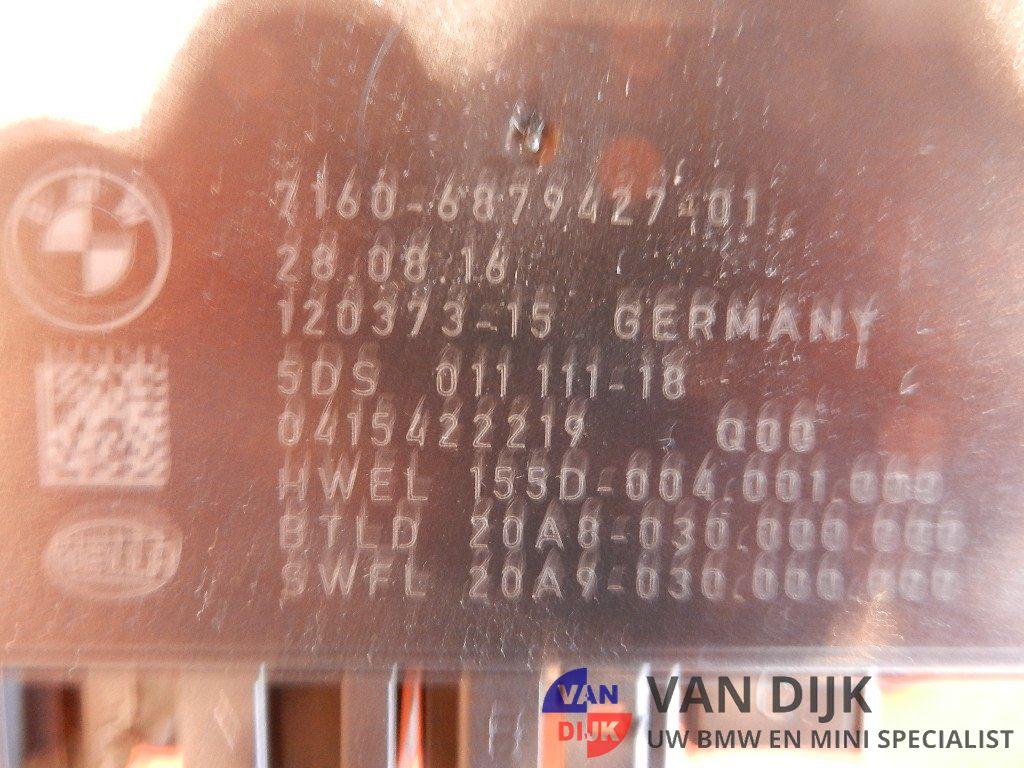 BMW
7160-6879427-01
28.08.16
120373-15 GERMANY
5DS 011 111-18
0415422219 Q00
HWEL 155D-004.001.000
BTLD 20A8-030.000.000
SWFL 20A9-030.000.000
HELLA
VAN DIJK
VAN DIJK
UW BMW EN MINI SPECIALIST